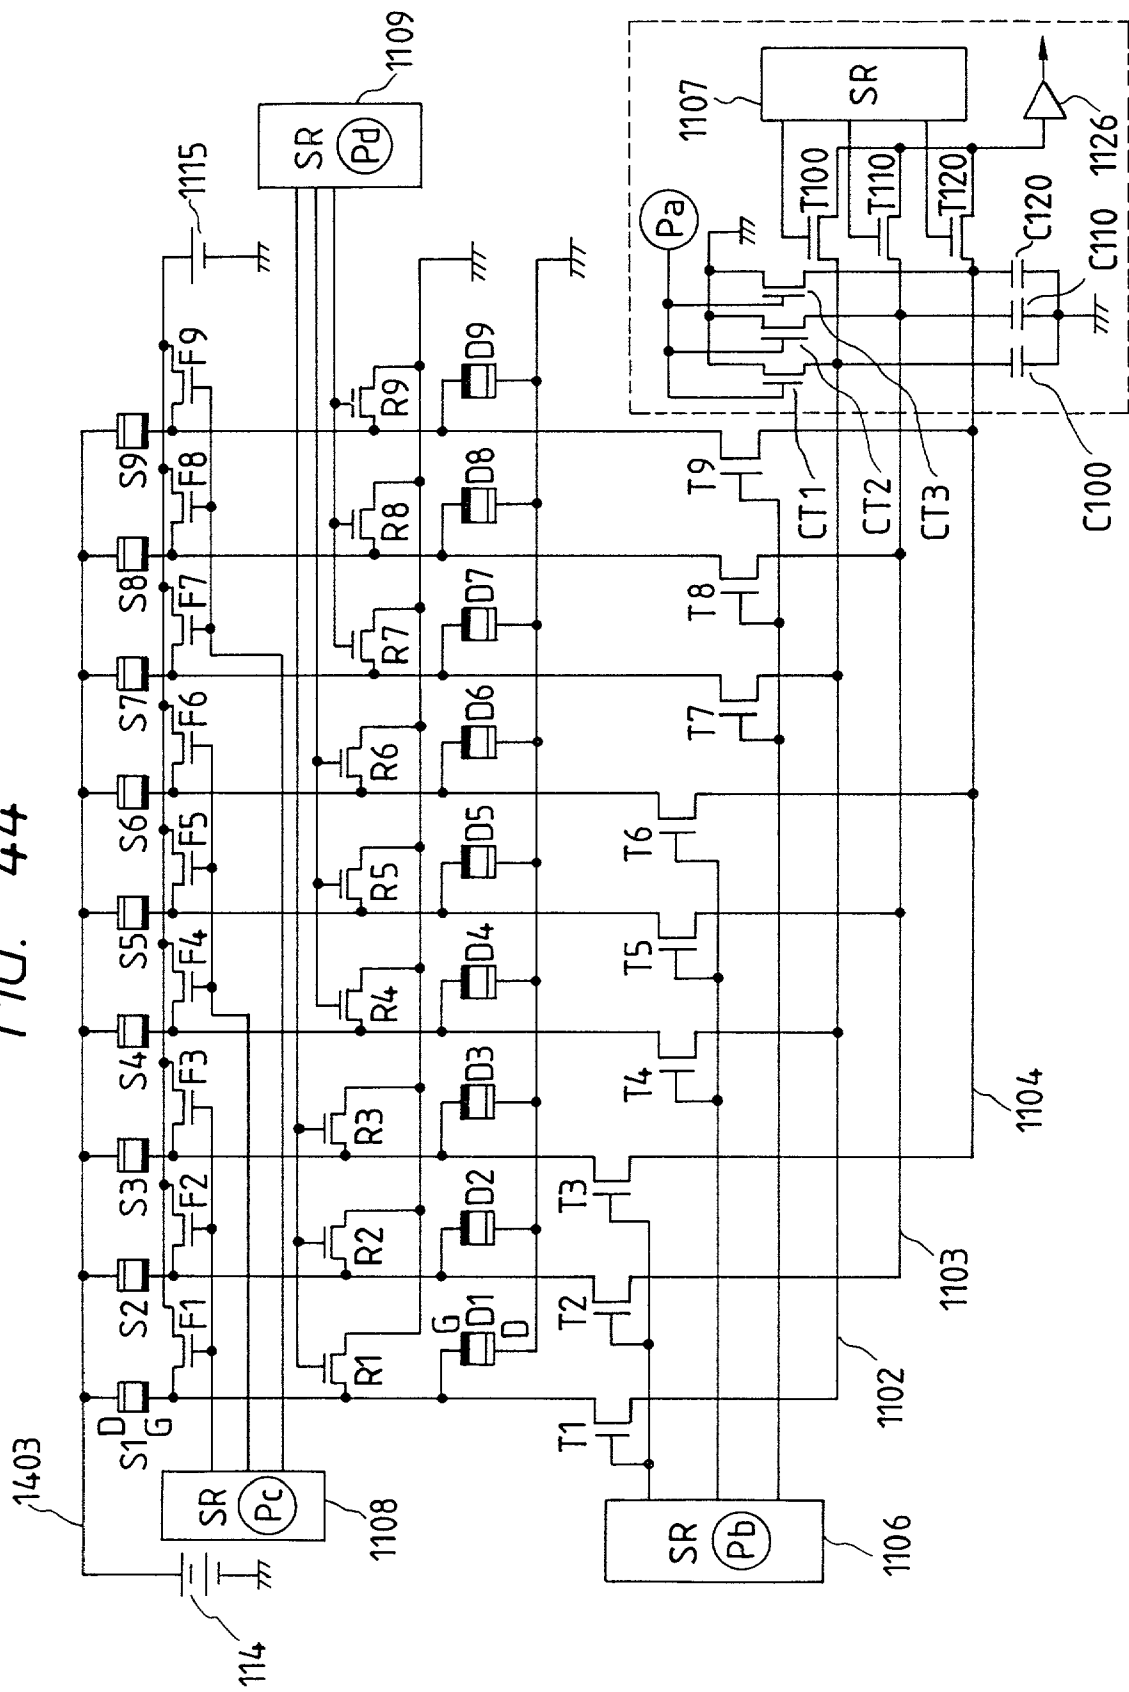 FIG. 44
1403
114
S1
D
G
S2
S3
S4
S5
S6
S7
S8
S9
F1
F2
F3
F4
F5
F6
F7
F8
F9
1115
SR
Pc
1108
SR
Pd
1109
R1
R2
R3
R4
R5
R6
R7
R8
R9
G
D1
D
D2
D3
D4
D5
D6
D7
D8
D9
T1
T2
T3
T4
T5
T6
T7
T8
T9
SR
Pb
1106
1102
1103
1104
Pa
1107
SR
T100
T110
T120
CT1
CT2
CT3
C100
C110
C120
1126